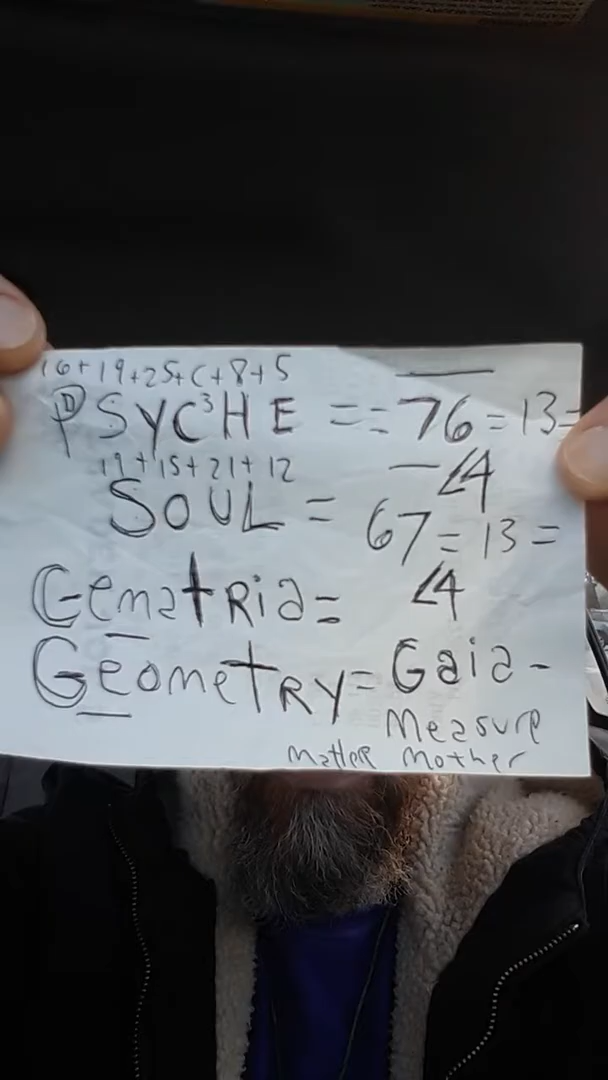 16+19+25+C+8+5
PSYC³HE == 76 = 13 =
19+15+21+12 — 4
SOUL = 67 = 13 =
Gematria = 4
Geometry = Gaia -
Measure
Matter Mother